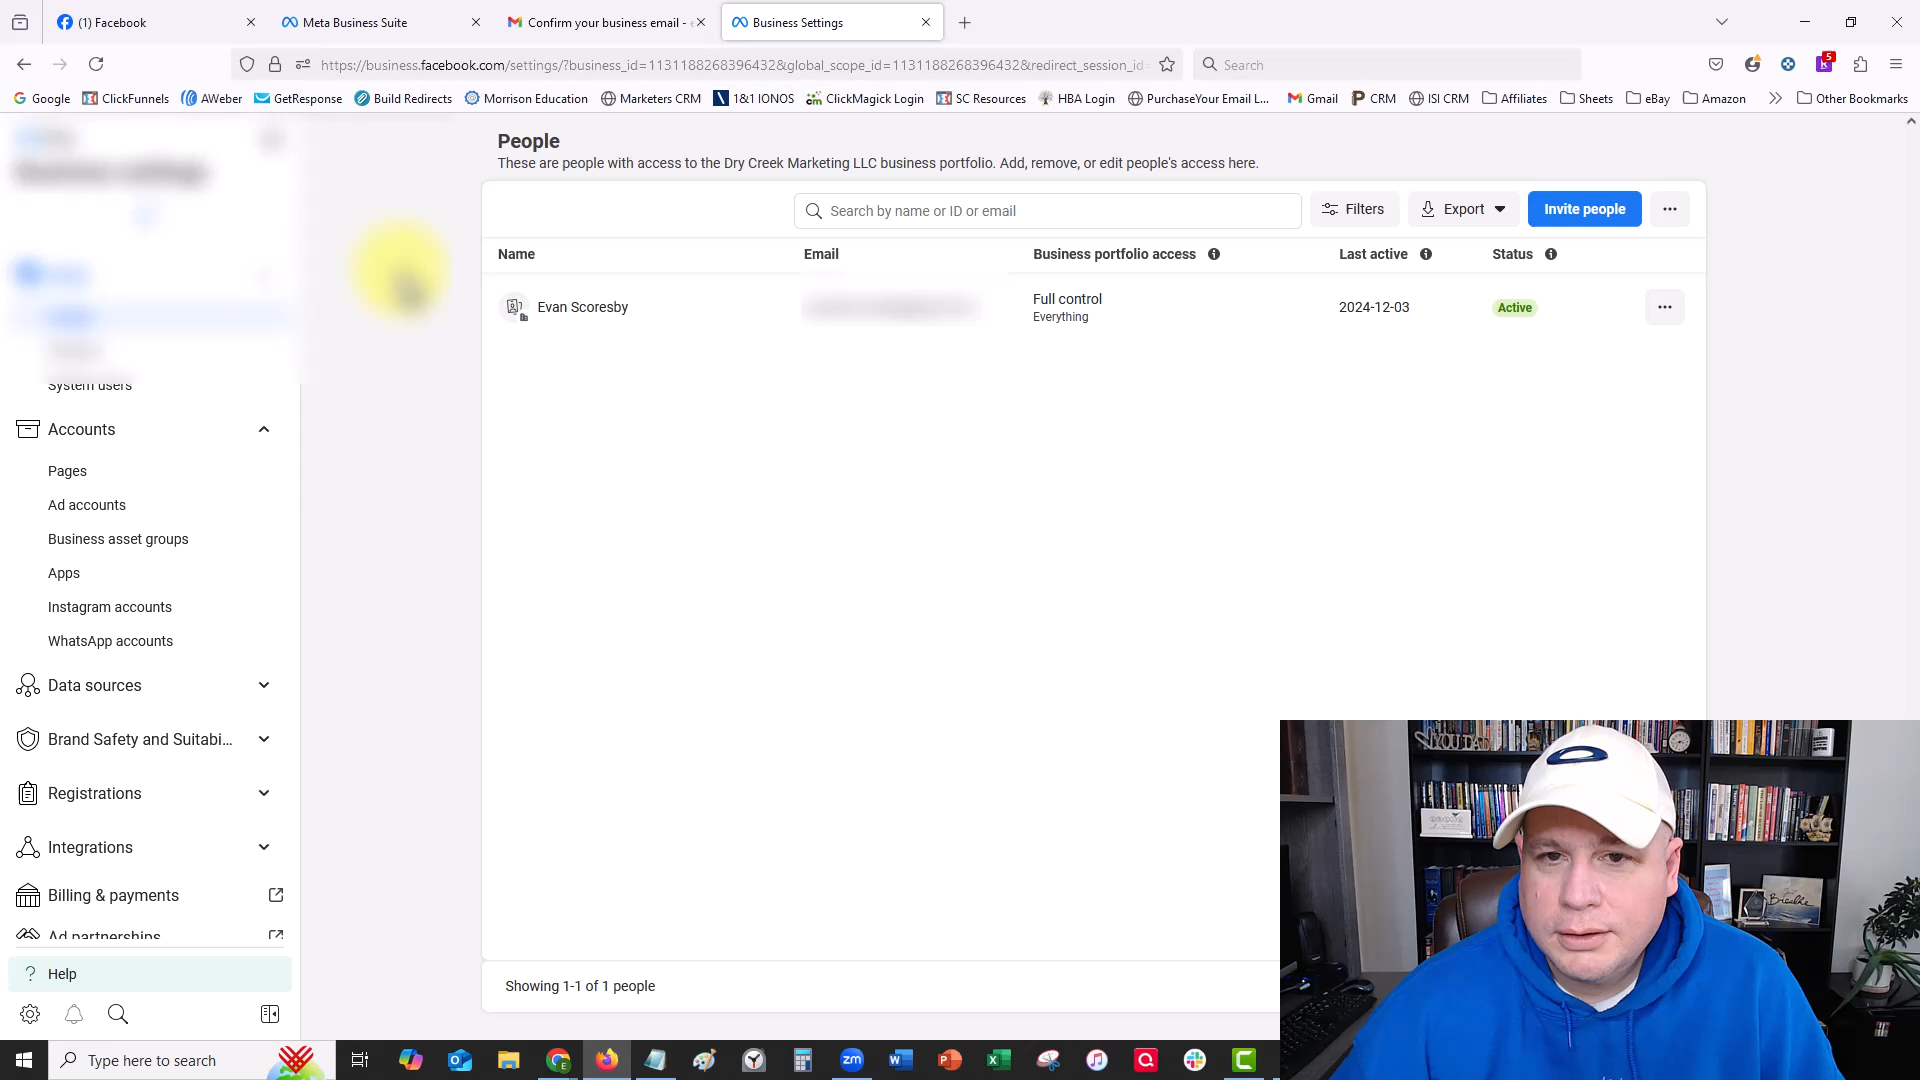 (1) Facebook
Meta Business Suite
Confirm your business email -
Business Settings
https://business.facebook.com/settings/?business_id=1131188268396432&global_scope_id=1131188268396432&redirect_session_id=
Search
Google
ClickFunnels
AWeber
GetResponse
Build Redirects
Morrison Education
Marketers CRM
1&1 IONOS
ClickMagick Login
SC Resources
HBA Login
PurchaseYour Email L...
Gmail
CRM
ISI CRM
Affiliates
Sheets
eBay
Amazon
Other Bookmarks
5
Business settings
People
These are people with access to the Dry Creek Marketing LLC business portfolio. Add, remove, or edit people's access here.
Search by name or ID or email
Filters
Export
Invite people
Name
Email
Business portfolio access
Last active
Status
Evan Scoresby
Full control
Everything
2024-12-03
Active
System users
Accounts
Pages
Ad accounts
Business asset groups
Apps
Instagram accounts
WhatsApp accounts
Data sources
Brand Safety and Suitabi...
Registrations
Integrations
Billing & payments
Ad partnerships
Help
Showing 1-1 of 1 people
Type here to search